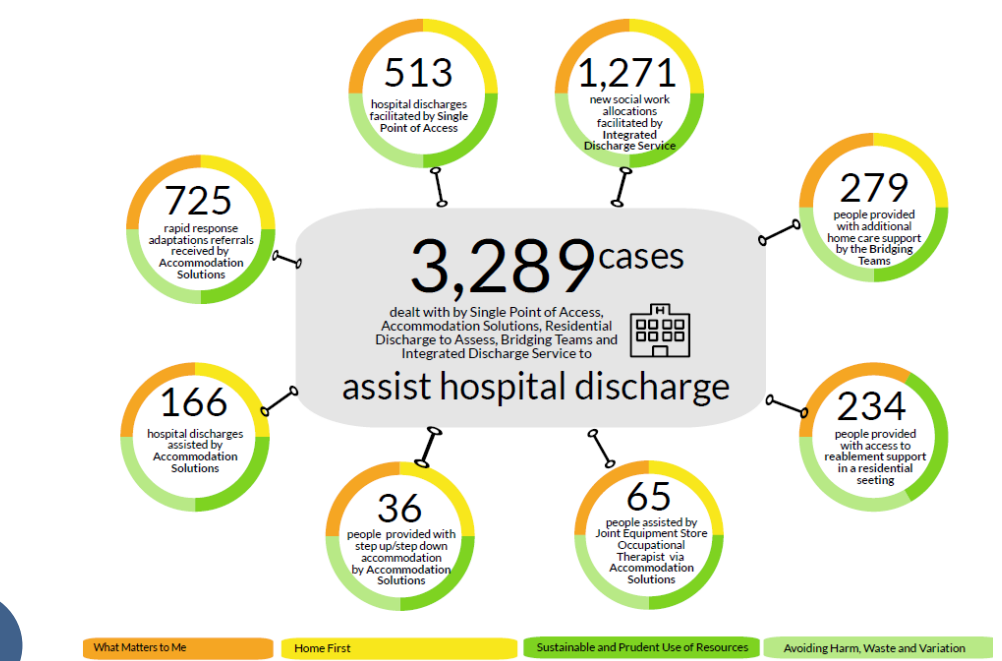 513
hospital discharges
facilitated by Single
Point of Access
1,271
new social work
allocations
facilitated by
Integrated
Discharge Service
725
rapid response
adaptations referrals
received by
Accommodation
Solutions
279
people provided
with additional
home care support
by the Bridging
Teams
3,289 cases
dealt with by Single Point of Access,
Accommodation Solutions, Residential
Discharge to Assess, Bridging Teams and
Integrated Discharge Service to
H
assist hospital discharge
166
hospital discharges
assisted by
Accommodation
Solutions
234
people provided
with access to
reablement support
in a residential
seeting
36
people provided with
step up/step down
accommodation
by Accommodation
Solutions
65
people assisted by
Joint Equipment Store
Occupational
Therapist via
Accommodation
Solutions
What Matters to Me
Home First
Sustainable and Prudent Use of Resources
Avoiding Harm, Waste and Variation